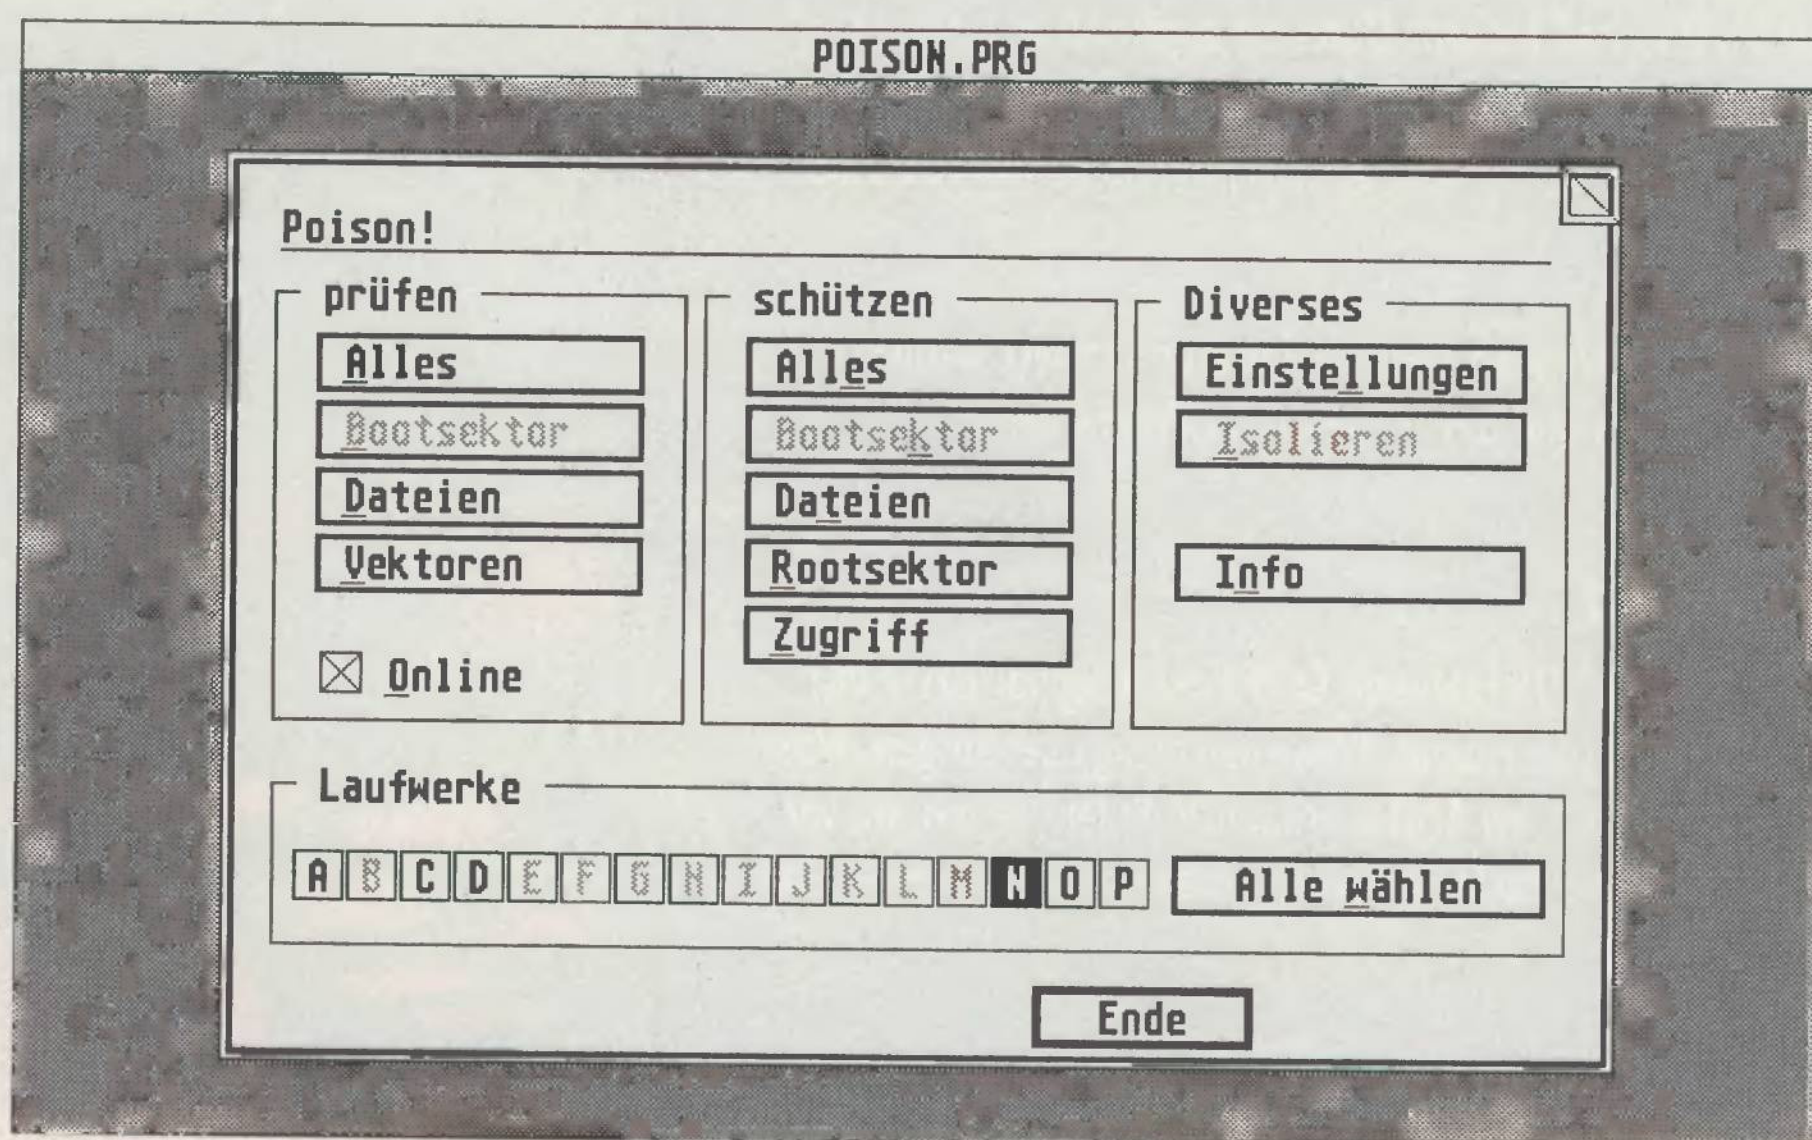 POISON.PRG
Poison!
prüfen
Alles
Bootsektor
Dateien
Vektoren
Online
schützen
Alles
Bootsektor
Dateien
Rootsektor
Zugriff
Diverses
Einstellungen
Isolieren
Info
Laufwerke
A B C D E F G H I J K L M N O P
Alle wählen
Ende